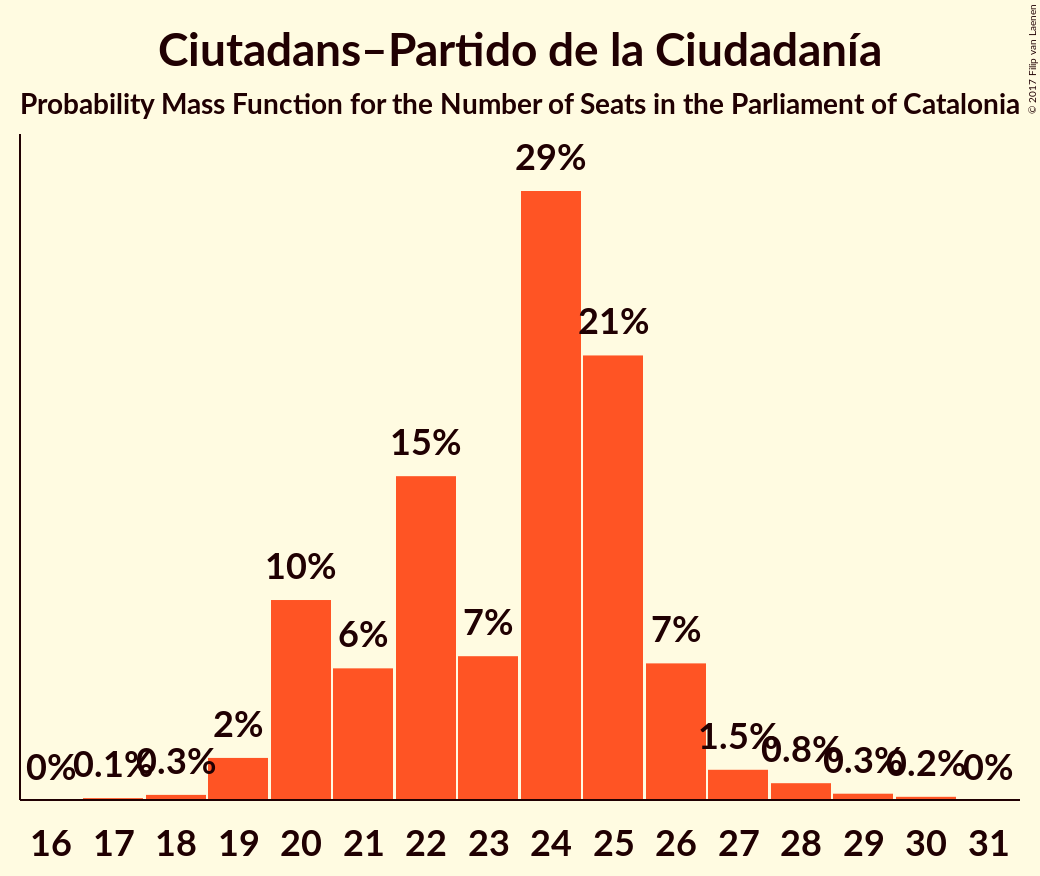 Ciutadans–Partido de la Ciudadanía
Probability Mass Function for the Number of Seats in the Parliament of Catalonia
© 2017 Filip van Laenen
29%
21%
15%
10%
7%
7%
6%
2%
1.5%
0.8%
0% 0.1% 0.3%
0.3% 0.2% 0%
16 17 18 19 20 21 22 23 24 25 26 27 28 29 30 31